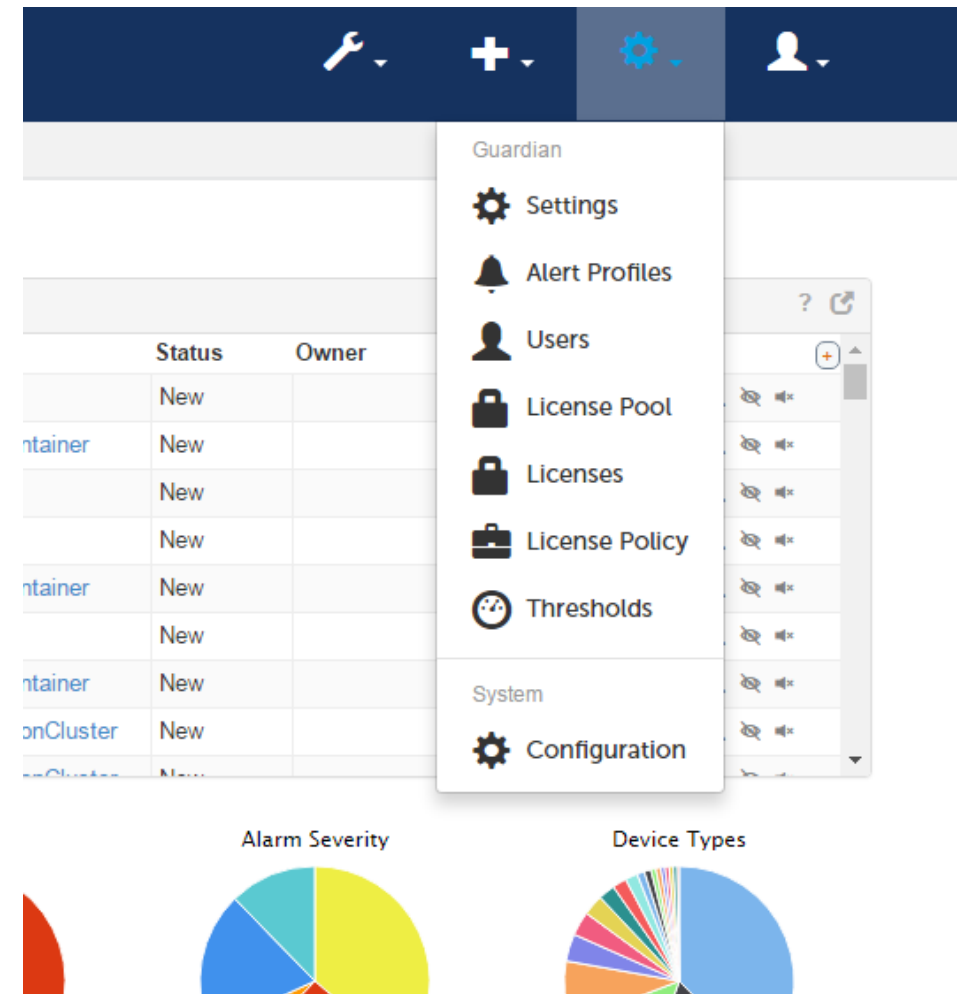 Guardian
Settings
Alert Profiles
Users
License Pool
Licenses
License Policy
Thresholds
System
Configuration
?
Status Owner
New
ntainer New
New
New
ntainer New
New
ntainer New
onCluster New
Alarm Severity Device Types